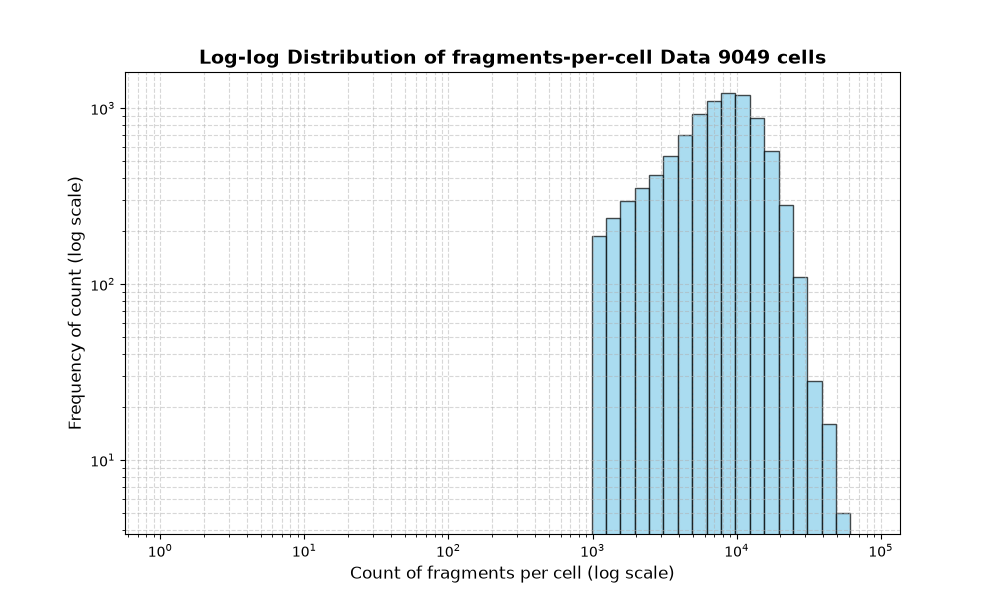 Log-log Distribution of fragments-per-cell Data 9049 cells
Frequency of count (log scale)
10³
10²
10¹
10⁰ 10¹ 10² 10³ 10⁴ 10⁵
Count of fragments per cell (log scale)